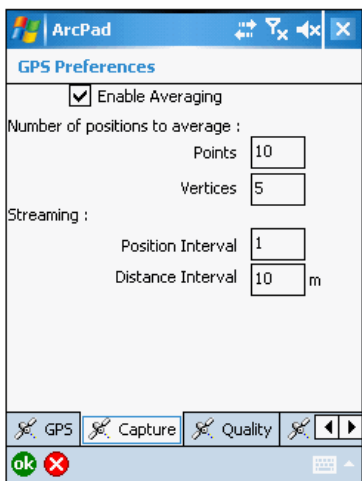 ArcPad
GPS Preferences
Enable Averaging
Number of positions to average :
Points 10
Vertices 5
Streaming :
Position Interval 1
Distance Interval 10 m
GPS Capture Quality
ok